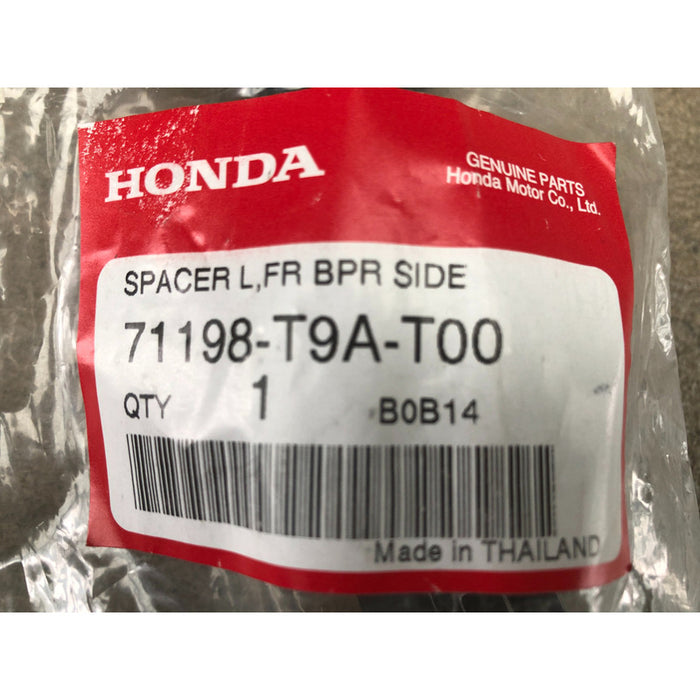 HONDA
GENUINE PARTS
Honda Motor Co., Ltd.
SPACER L,FR BPR SIDE
71198-T9A-T00
QTY 1 B0B14
Made in THAILAND